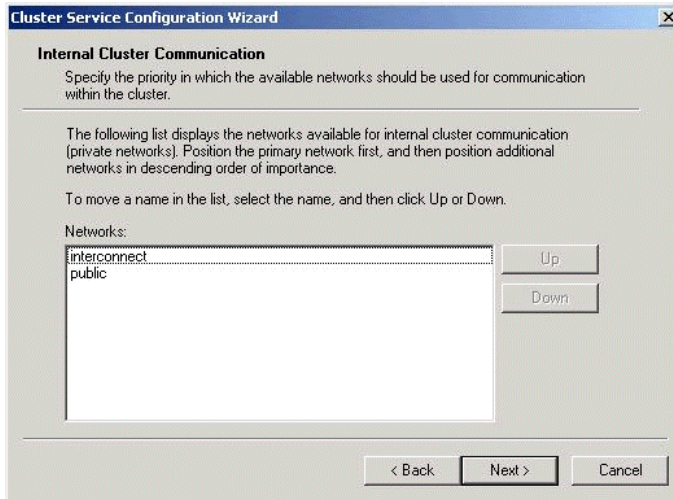 Cluster Service Configuration Wizard
Internal Cluster Communication
Specify the priority in which the available networks should be used for communication
within the cluster.
The following list displays the networks available for internal cluster communication
(private networks). Position the primary network first, and then position additional
networks in descending order of importance.
To move a name in the list, select the name, and then click Up or Down.
Networks:
interconnect
public
Up
Down
< Back
Next >
Cancel